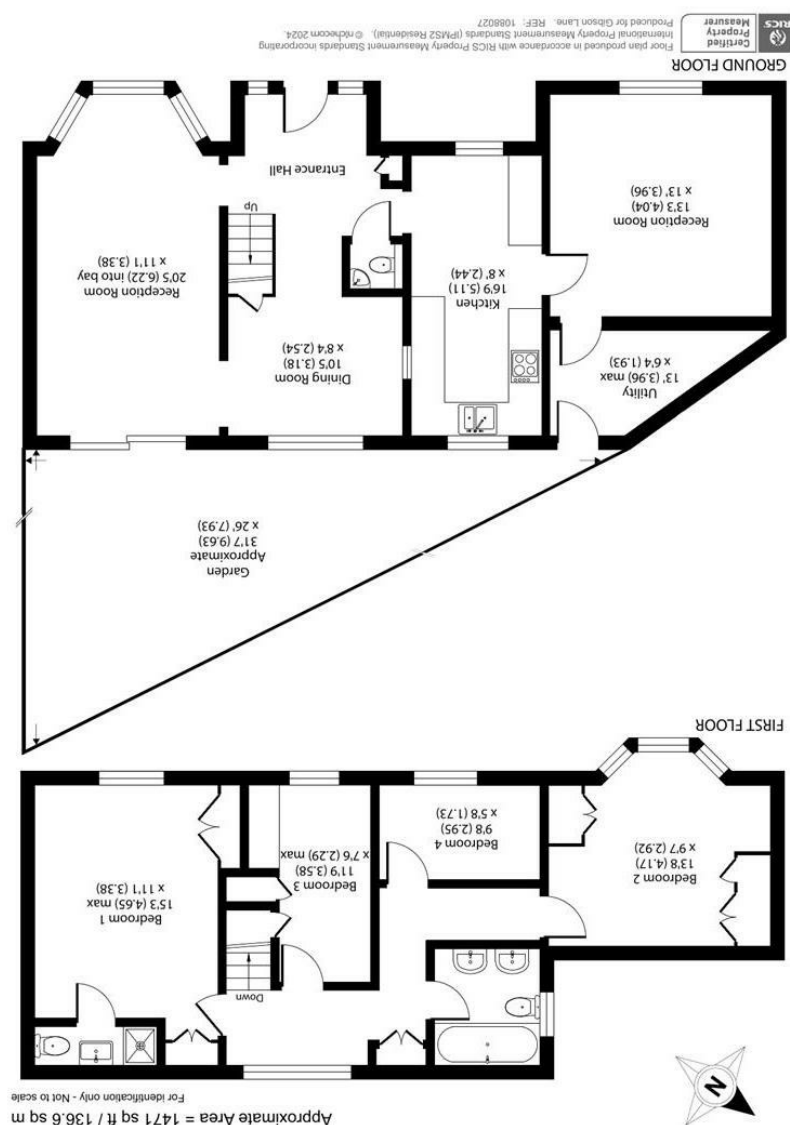 Approximate Area = 1471 sq ft / 136.6 sq m
For identification only - Not to scale
N
Down
Bedroom 1
15'3 (4.65) max
x 11'1 (3.38)
Bedroom 3
11'9 (3.58)
x 7'6 (2.29) max
Bedroom 4
9'8 (2.95)
x 5'8 (1.73)
Bedroom 2
13'8 (4.17)
x 9'7 (2.92)
FIRST FLOOR
Garden
Approximate
31'7 (9.63)
x 26' (7.93)
Utility
13' (3.96) max
x 6'4 (1.93)
Dining Room
10'5 (3.18)
x 8'4 (2.54)
Kitchen
16'9 (5.11)
x 8' (2.44)
Reception Room
20'5 (6.22) into bay
x 11'1 (3.38)
Reception Room
13'3 (4.04)
x 13' (3.96)
Up
Entrance Hall
GROUND FLOOR
RICS
Certified
Property
Measurer
Floor plan produced in accordance with RICS Property Measurement Standards incorporating
International Property Measurement Standards (IPMS2 Residential). © nichecom 2024.
Produced for Gibson Lane. REF: 1088027